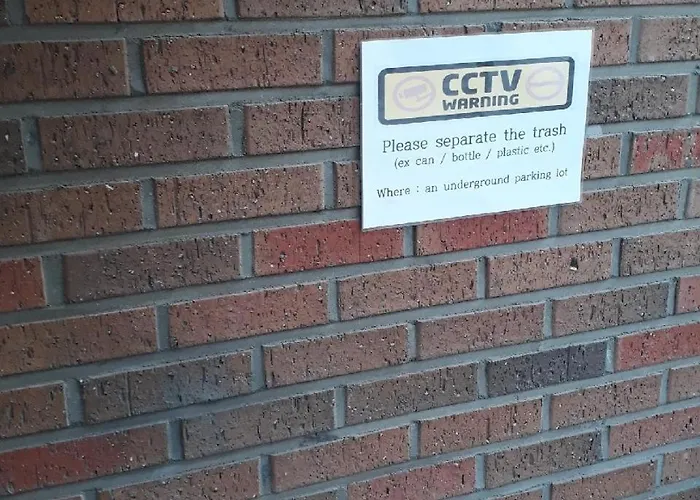 CCTV
WARNING
Please separate the trash
(ex can / bottle / plastic etc.)
Where : an underground parking lot